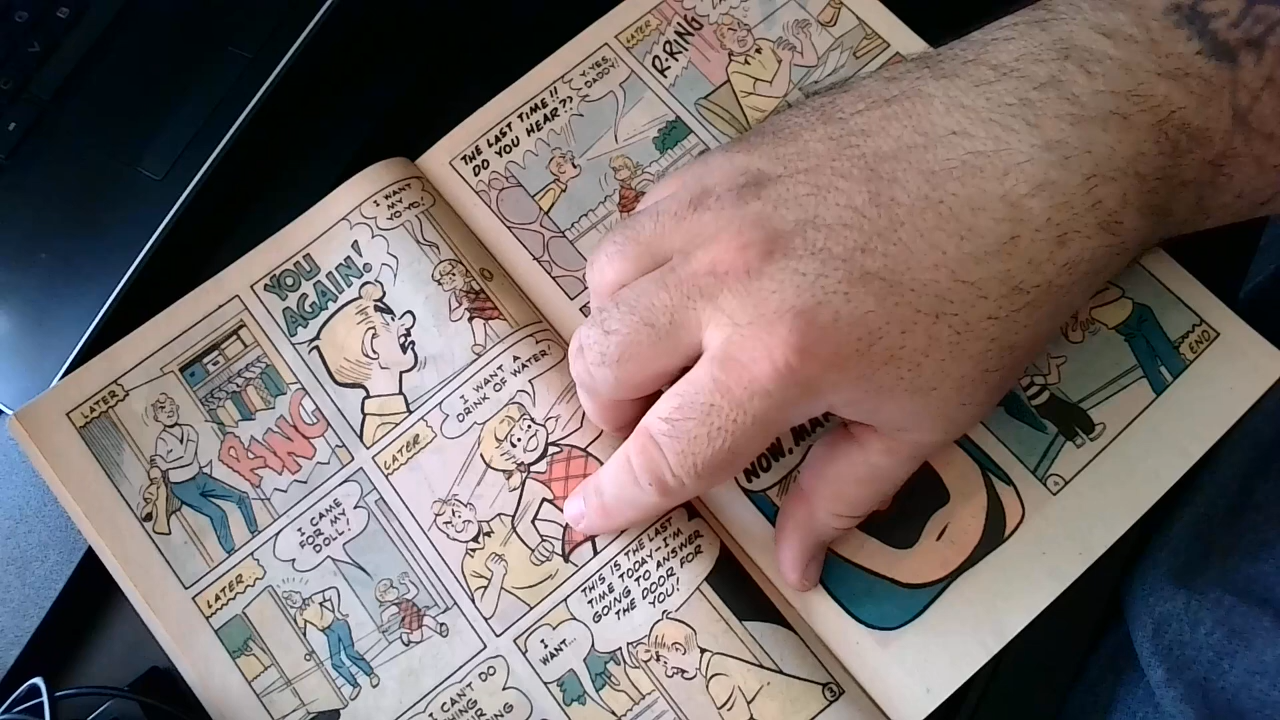 LATER
RING
YOU
AGAIN!
I WANT
MY
YO-YO!
LATER..
I CAME
FOR MY
DOLL!
LATER...
I WANT A
DRINK OF WATER!
I CAN'T DO
I
WANT...
THIS IS THE LAST
TIME TODAY I'M
GOING TO ANSWER
THE DOOR FOR
YOU!
3
THE LAST TIME!!
DO YOU HEAR??
Y-YES,
DADDY!
LATER
R-RING
NOW,
END
4